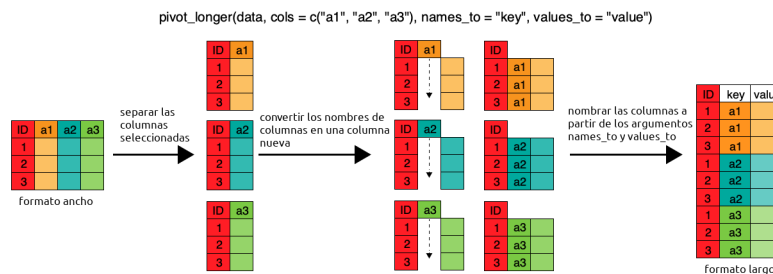 pivot_longer(data, cols = c("a1", "a2", "a3"), names_to = "key", values_to = "value")
ID a1 a2 a3
1
2
3
formato ancho
separar las
columnas
seleccionadas
ID a1
1
2
3
ID a2
1
2
3
ID a3
1
2
3
convertir los nombres de
columnas en una columna
nueva
ID a1
1
2
3
ID a2
1
2
3
ID a3
1
2
3
ID
1 a1
2 a1
3 a1
ID
1 a2
2 a2
3 a2
ID
1 a3
2 a3
3 a3
nombrar las columnas a
partir de los argumentos
names_to y values_to
ID key valu
1 a1
2 a1
3 a1
1 a2
2 a2
3 a2
1 a3
2 a3
3 a3
formato largo